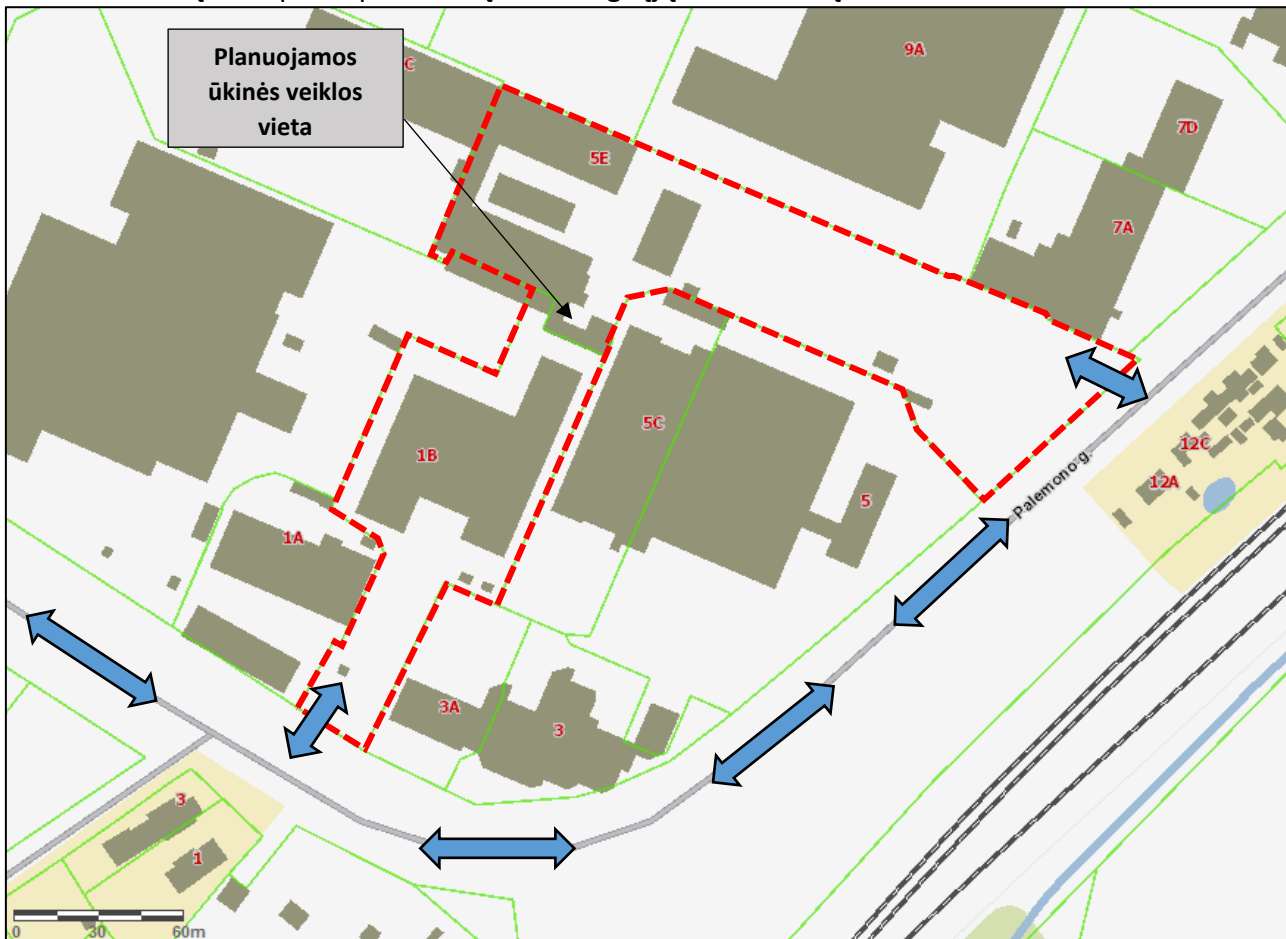 Planuojamos
ūkinės veiklos
vieta
C
9A
7D
5E
7A
5C
1B
5
12C
12A
Palemono g.
1A
3A
3
3
1
0 30 60m